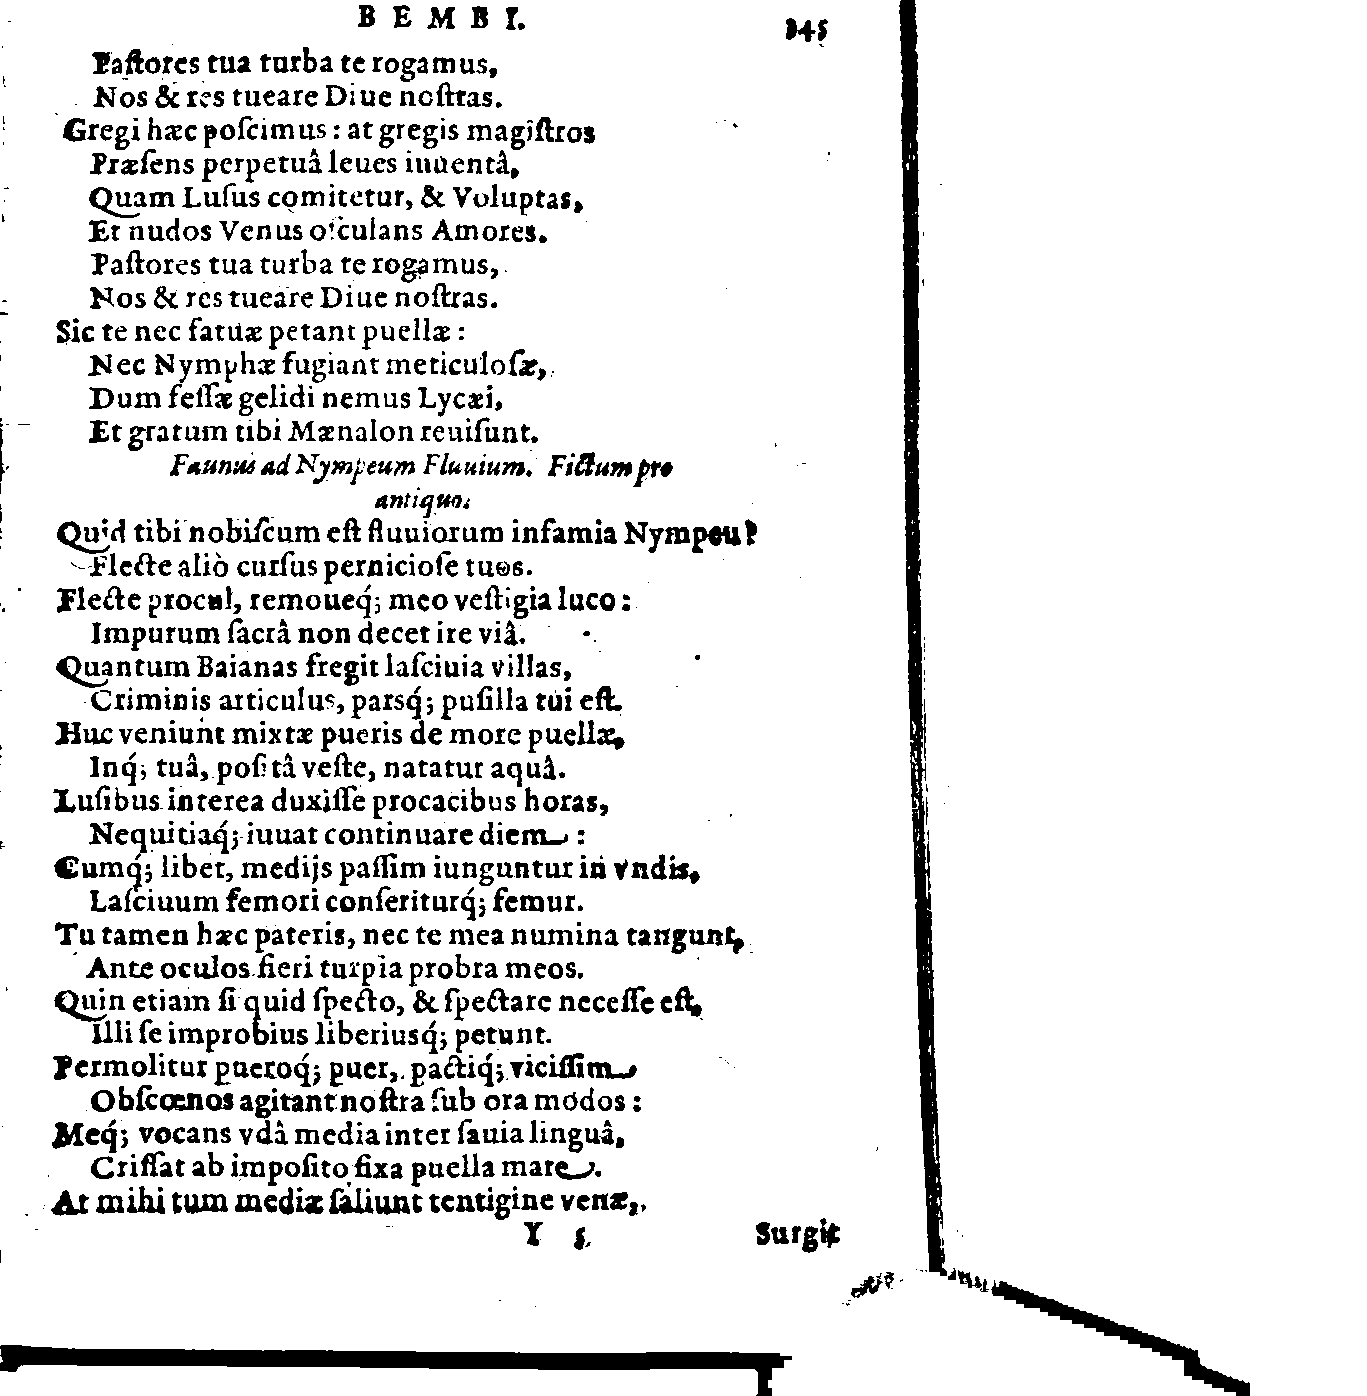 BEMBI. 345
Paſtores tua turba te rogamus,
Nos & res tueare Diue noſtras.
Gregi hæc poſcimus: at gregis magiſtros
Præſens perpetuâ leues iuuentâ,
Quam Luſus comitetur, & Voluptas,
Et nudos Venus oſculans Amores.
Paſtores tua turba te rogamus,
Nos & res tueare Diue noſtras.
Sic te nec fatuæ petant puellæ:
Nec Nymphæ fugiant meticuloſæ,
Dum feſſæ gelidi nemus Lycæi,
Et gratum tibi Mænalon reuiſunt.
Faunus ad Nympeum Fluuium. Fictum pro
antiquo.
Quid tibi nobiſcum eſt fluuiorum infamia Nympeu?
Flecte aliò curſus pernicioſe tuos.
Flecte procul, remoueq́; meo veſtigia luco:
Impurum ſacrâ non decet ire viâ.
Quantum Baianas fregit laſciuia villas,
Criminis articulus, parsq́; puſilla tui eſt.
Huc veniunt mixtæ pueris de more puellæ,
Inq́; tuâ, poſitâ veſte, natatur aquâ.
Luſibus interea duxiſſe procacibus horas,
Nequitiaq́; iuuat continuare diem:
Cumq́; libet, medijs paſſim iunguntur in vndis,
Laſciuum femori conſeriturq́; femur.
Tu tamen hæc pateris, nec te mea numina tangunt,
Ante oculos fieri turpia probra meos.
Quin etiam ſi quid ſpecto, & ſpectare neceſſe eſt,
Illi ſe improbius liberiusq́; petunt.
Permolitur pueroq́; puer, pactiq́; viciſſim
Obſcœnos agitant noſtra ſub ora modos:
Meq́; vocans vdâ media inter ſauia linguâ,
Criſſat ab impoſito fixa puella mare.
At mihi tum mediæ ſaliunt tentigine venæ,
Y 5 Surgit